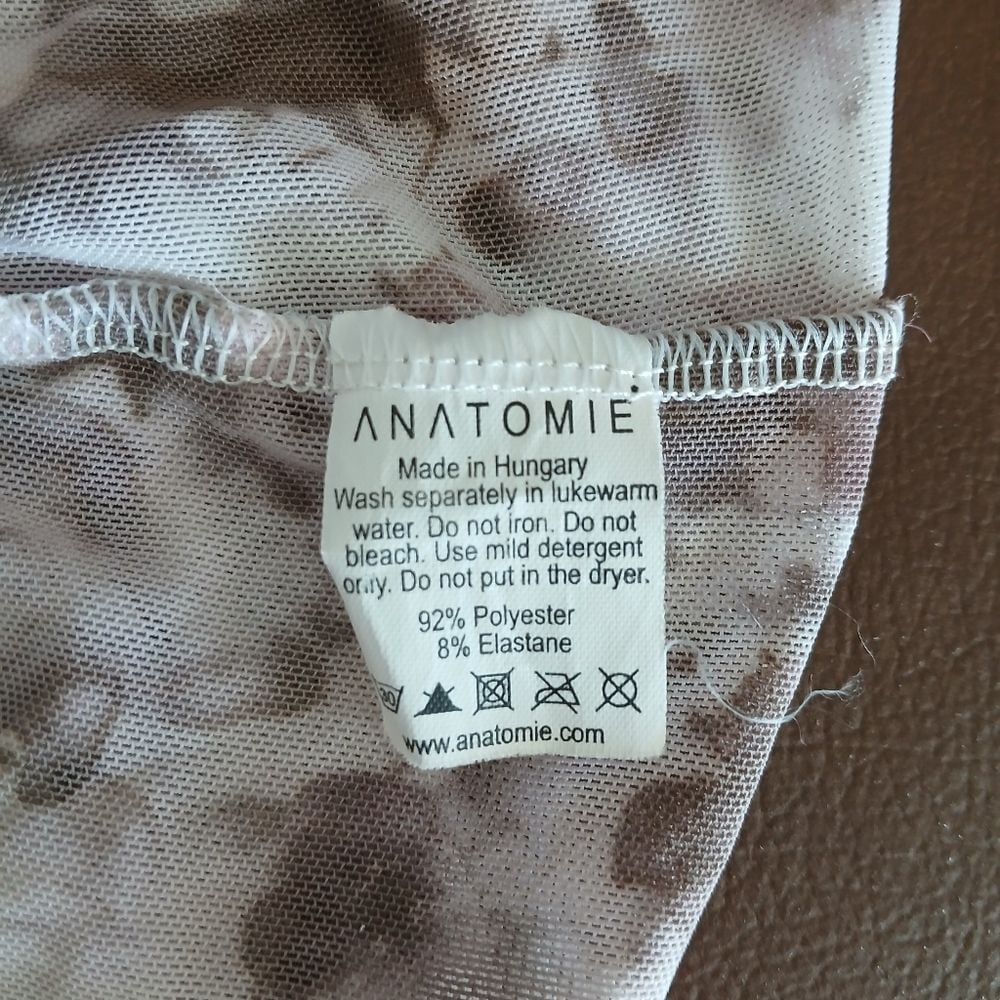 ANATOMIE
Made in Hungary
Wash separately in lukewarm
water. Do not iron. Do not
bleach. Use mild detergent
only. Do not put in the dryer.
92% Polyester
8% Elastane
30
www.anatomie.com